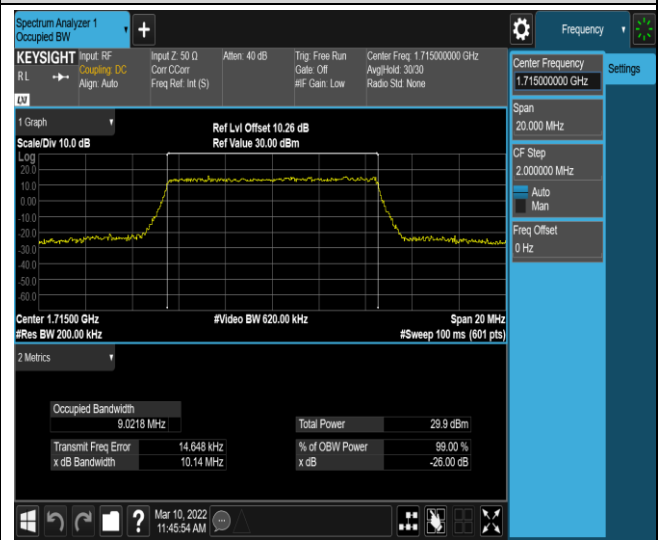 Spectrum Analyzer 1
Occupied BW
+
Frequency
KEYSIGHT
Input: RF
Coupling: DC
Align: Auto
Input Z: 50 Ω
Corr CCorr
Freq Ref: Int (S)
Atten: 40 dB
Trig: Free Run
Gate: Off
#IF Gain: Low
Center Freq: 1.715000000 GHz
Avg|Hold: 30/30
Radio Std: None
R L
LXI
Center Frequency
1.715000000 GHz
Settings
Span
20.000 MHz
CF Step
2.000000 MHz
Auto
Man
Freq Offset
0 Hz
1 Graph
Scale/Div 10.0 dB
Ref Lvl Offset 10.26 dB
Ref Value 30.00 dBm
Log
20.0
10.0
0.00
-10.0
-20.0
-30.0
-40.0
-50.0
-60.0
Center 1.71500 GHz
#Video BW 620.00 kHz
Span 20 MHz
#Res BW 200.00 kHz
#Sweep 100 ms (601 pts)
2 Metrics
Occupied Bandwidth
9.0218 MHz
Total Power 29.9 dBm
Transmit Freq Error 14.648 kHz
% of OBW Power 99.00 %
x dB Bandwidth 10.14 MHz
x dB -26.00 dB
?
Mar 10, 2022
11:45:54 AM